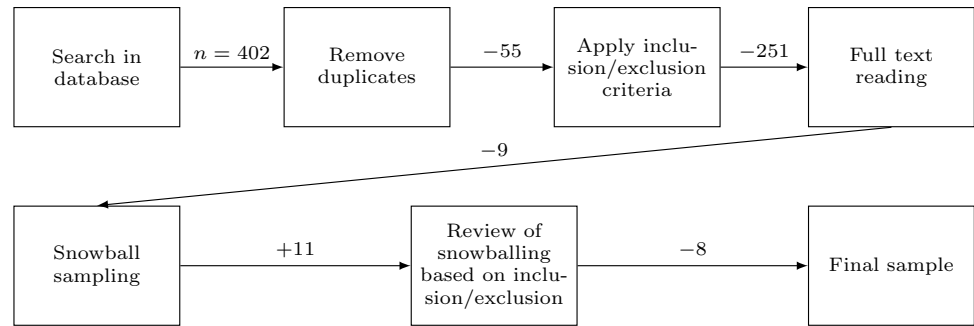 Search in
database
n = 402
Remove
duplicates
−55
Apply inclu-
sion/exclusion
criteria
−251
Full text
reading
−9
Snowball
sampling
+11
Review of
snowballing
based on inclu-
sion/exclusion
−8
Final sample